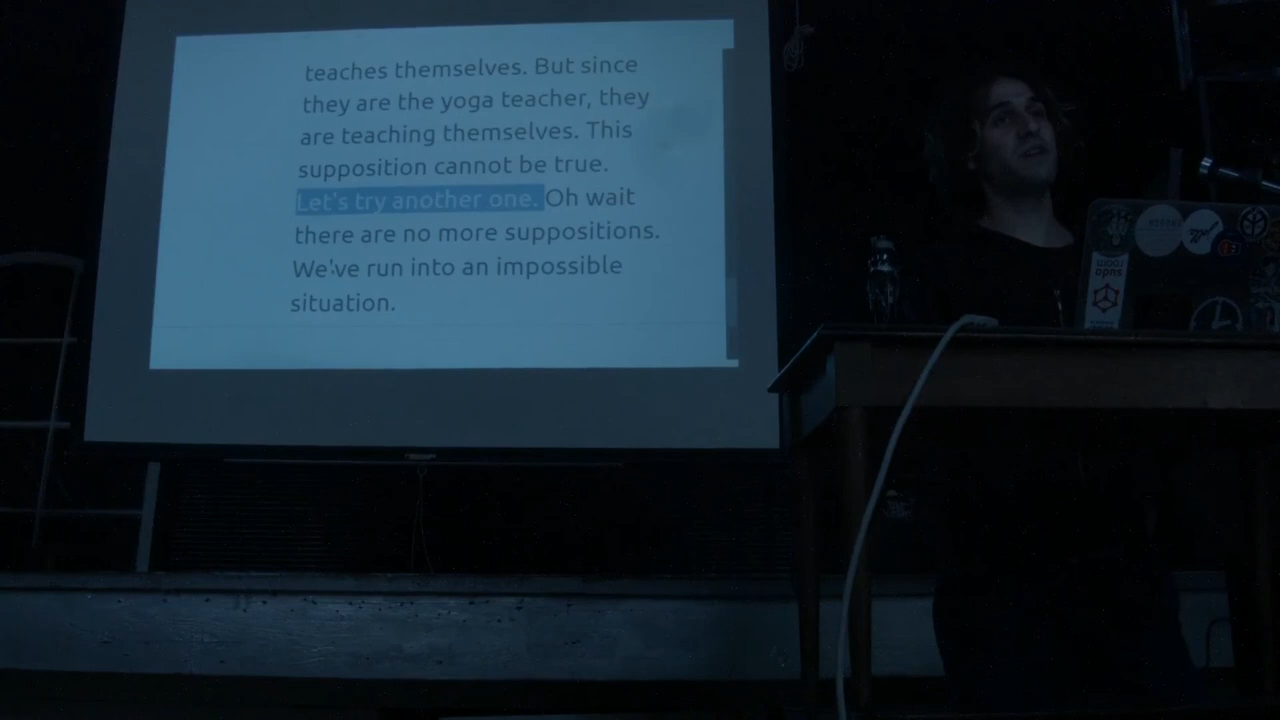 teaches themselves. But since
they are the yoga teacher, they
are teaching themselves. This
supposition cannot be true.
Let's try another one. Oh wait
there are no more suppositions.
We've run into an impossible
situation.